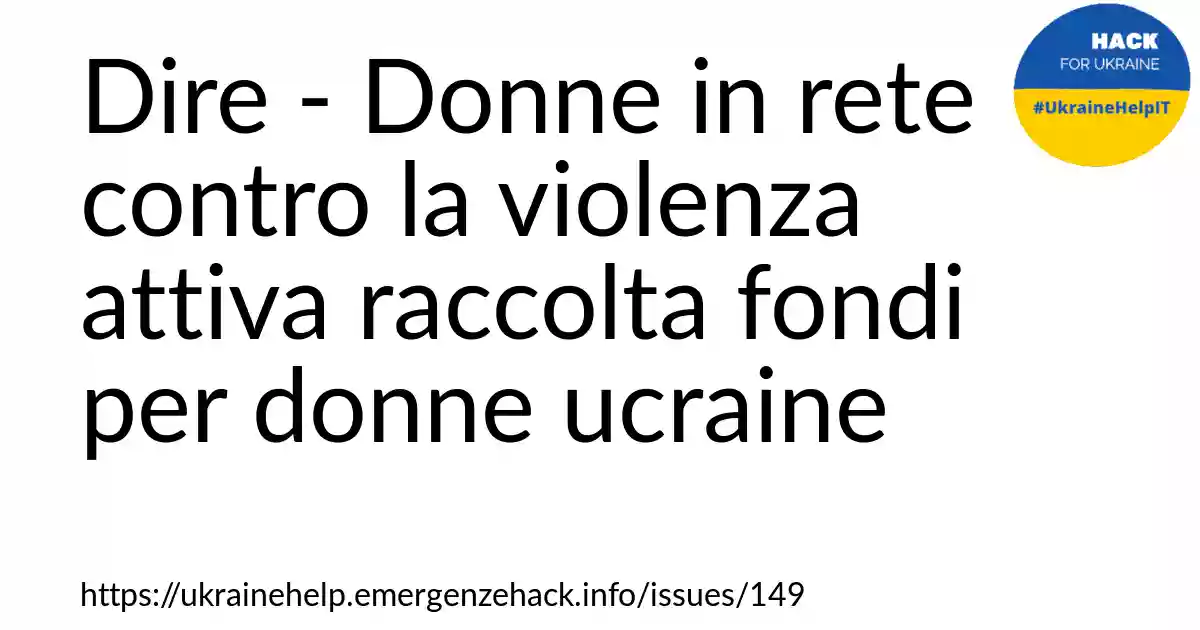 HACK
FOR UKRAINE
#UkraineHelpIT
Dire - Donne in rete
contro la violenza
attiva raccolta fondi
per donne ucraine
https://ukrainehelp.emergenzehack.info/issues/149